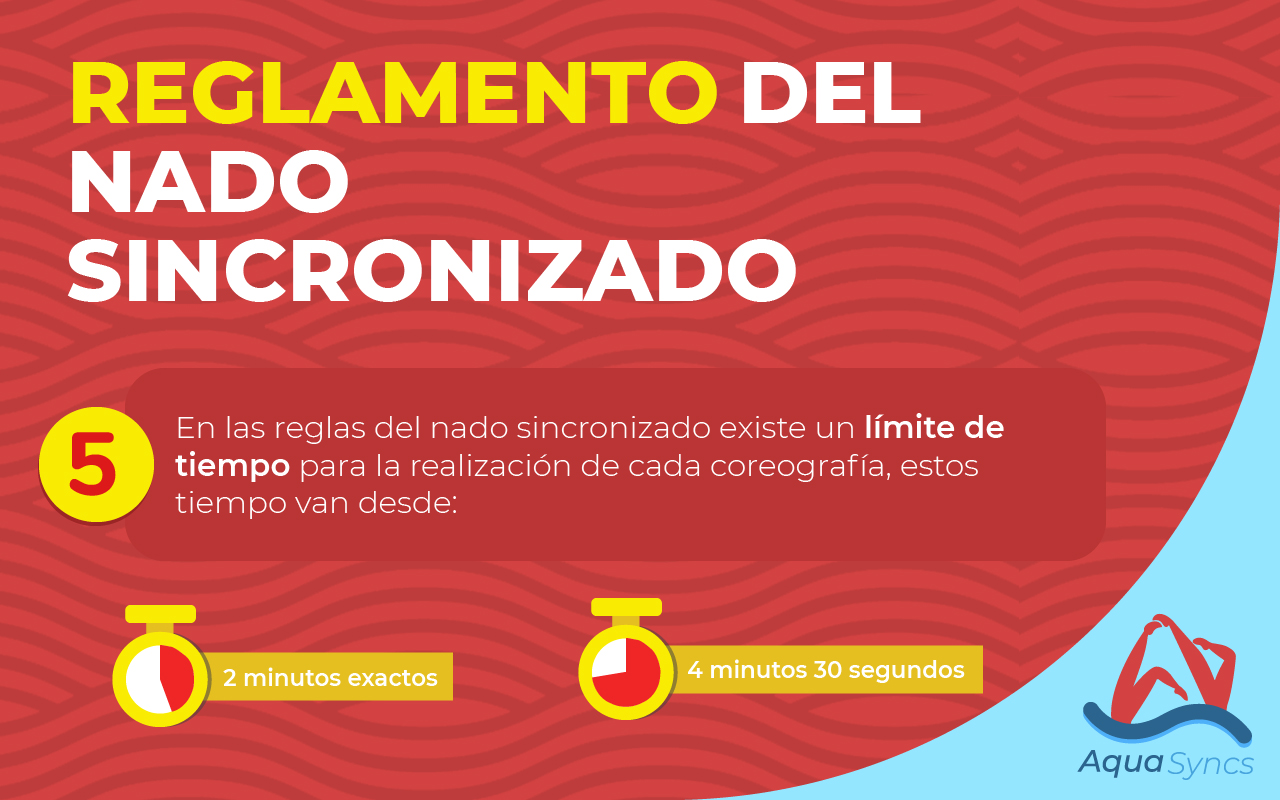 REGLAMENTO DEL
NADO
SINCRONIZADO
5
En las reglas del nado sincronizado existe un límite de
tiempo para la realización de cada coreografía, estos
tiempo van desde:
2 minutos exactos
4 minutos 30 segundos
Aqua Syncs